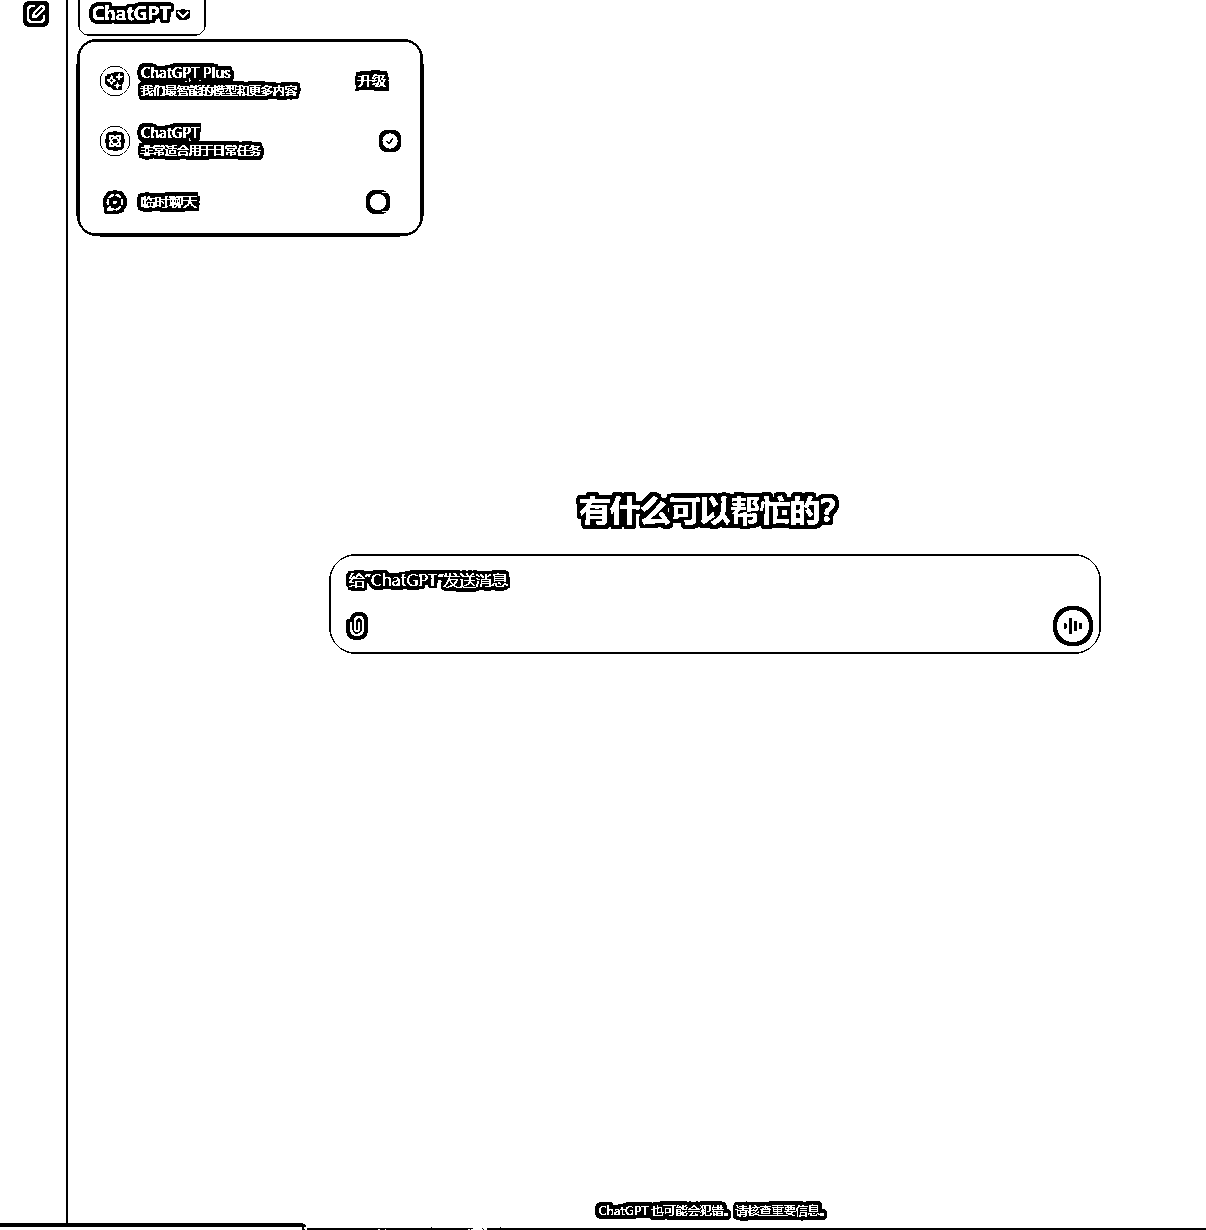 ChatGPT
ChatGPT Plus
我们最智能的模型和更多内容
升级
ChatGPT
非常适合用于日常任务
临时聊天
有什么可以帮忙的？
给“ChatGPT”发送消息
ChatGPT 也可能会犯错。请核查重要信息。